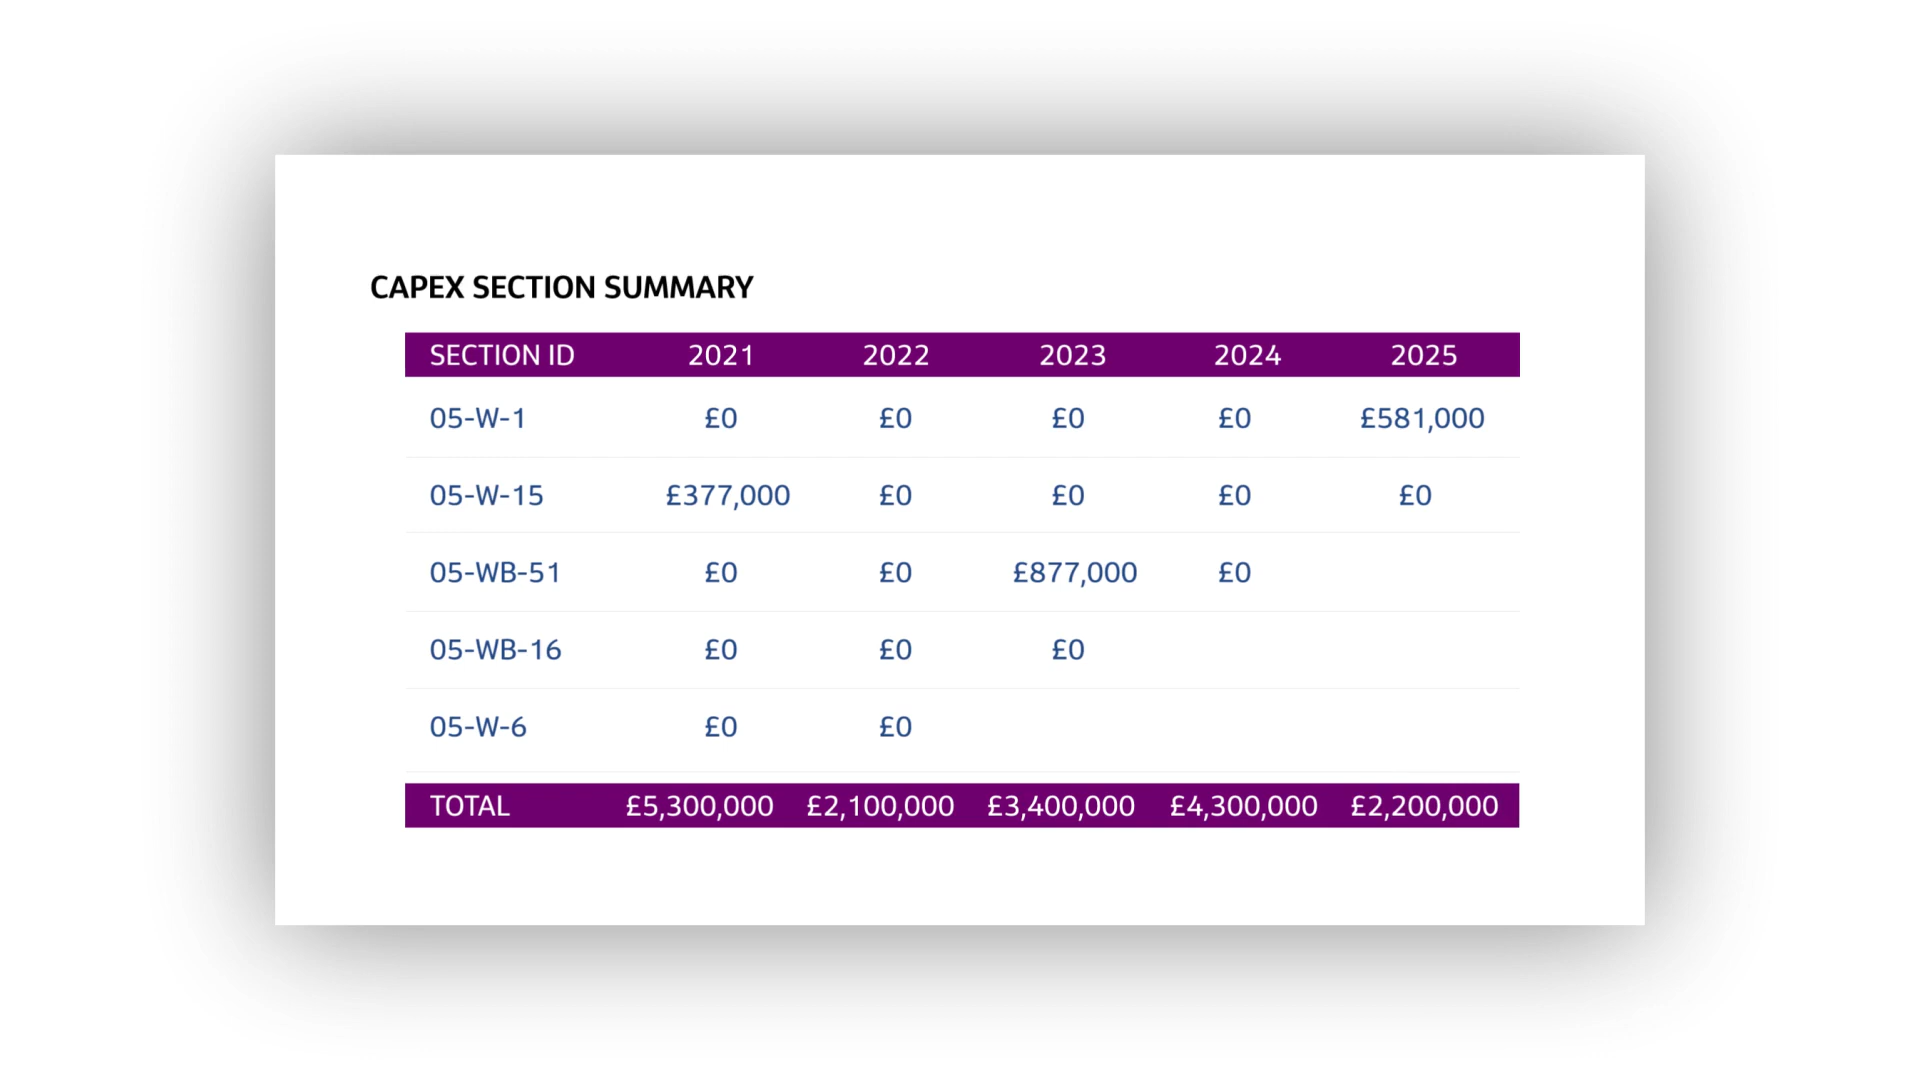 CAPEX SECTION SUMMARY
SECTION ID 2021 2022 2023 2024 2025
05-W-1 £0 £0 £0 £0 £581,000
05-W-15 £377,000 £0 £0 £0 £0
05-WB-51 £0 £0 £877,000 £0
05-WB-16 £0 £0 £0
05-W-6 £0 £0
TOTAL £5,300,000 £2,100,000 £3,400,000 £4,300,000 £2,200,000